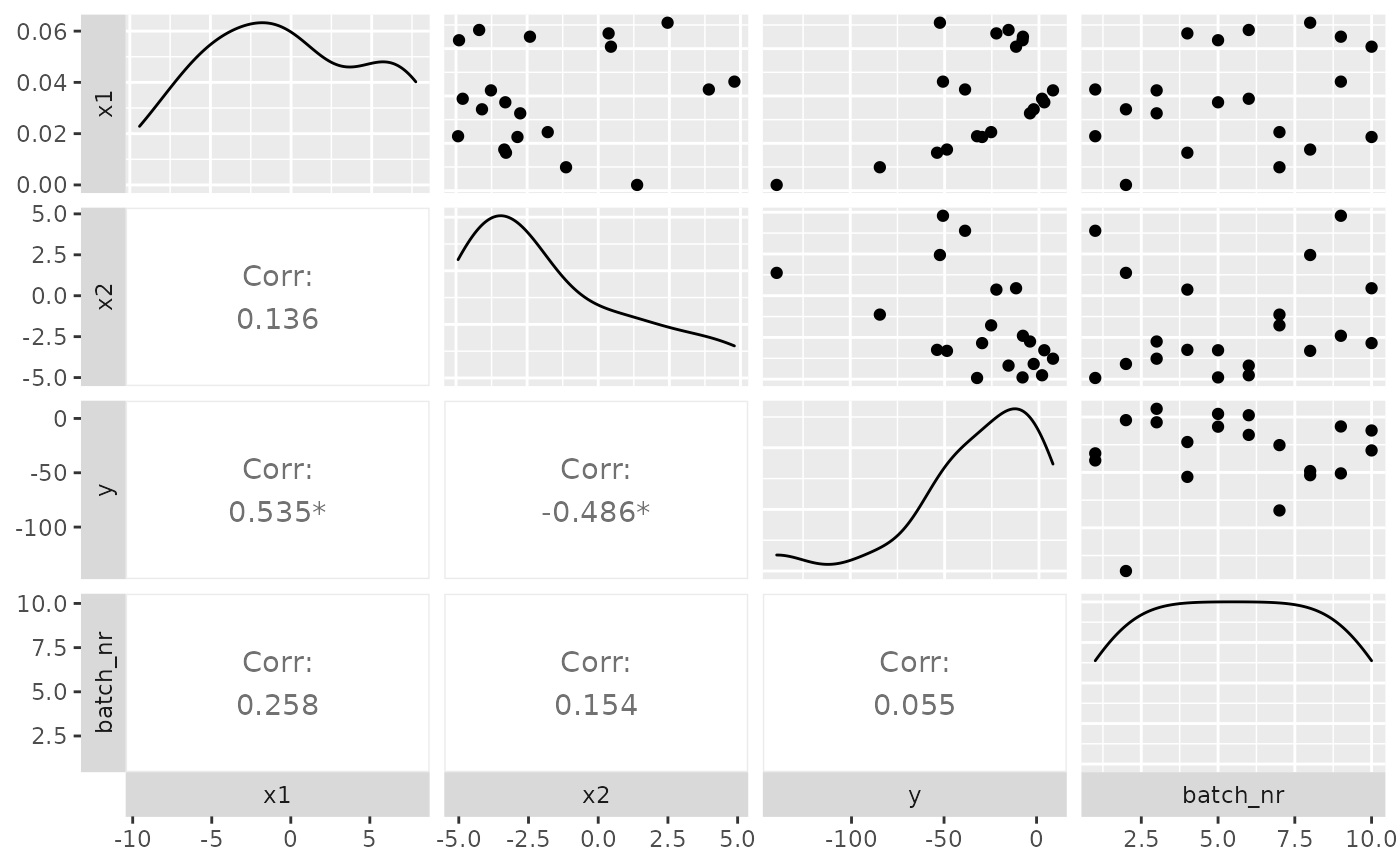 0.06
0.04
0.02
0.00
x1
5.0
2.5
0.0
-2.5
-5.0
x2
Corr:
0.136
0
-50
-100
y
Corr:
0.535*
Corr:
-0.486*
10.0
7.5
5.0
2.5
batch_nr
Corr:
0.258
Corr:
0.154
Corr:
0.055
x1 x2 y batch_nr
-10 -5 0 5 -5.0 -2.5 0.0 2.5 5.0 -100 -50 0 2.5 5.0 7.5 10.0